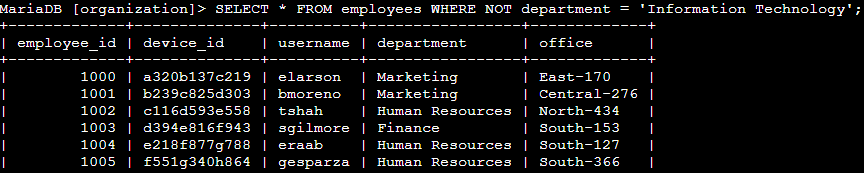 MariaDB [organization]> SELECT * FROM employees WHERE NOT department = 'Information Technology';
+-------------+--------------+----------+-----------------+-------------+
| employee_id | device_id    | username | department      | office      |
+-------------+--------------+----------+-----------------+-------------+
|        1000 | a320b137c219 | elarson  | Marketing       | East-170    |
|        1001 | b239c825d303 | bmoreno  | Marketing       | Central-276 |
|        1002 | c116d593e558 | tshah    | Human Resources | North-434   |
|        1003 | d394e816f943 | sgilmore | Finance         | South-153   |
|        1004 | e218f877g788 | eraab    | Human Resources | South-127   |
|        1005 | f551g340h864 | gesparza | Human Resources | South-366   |